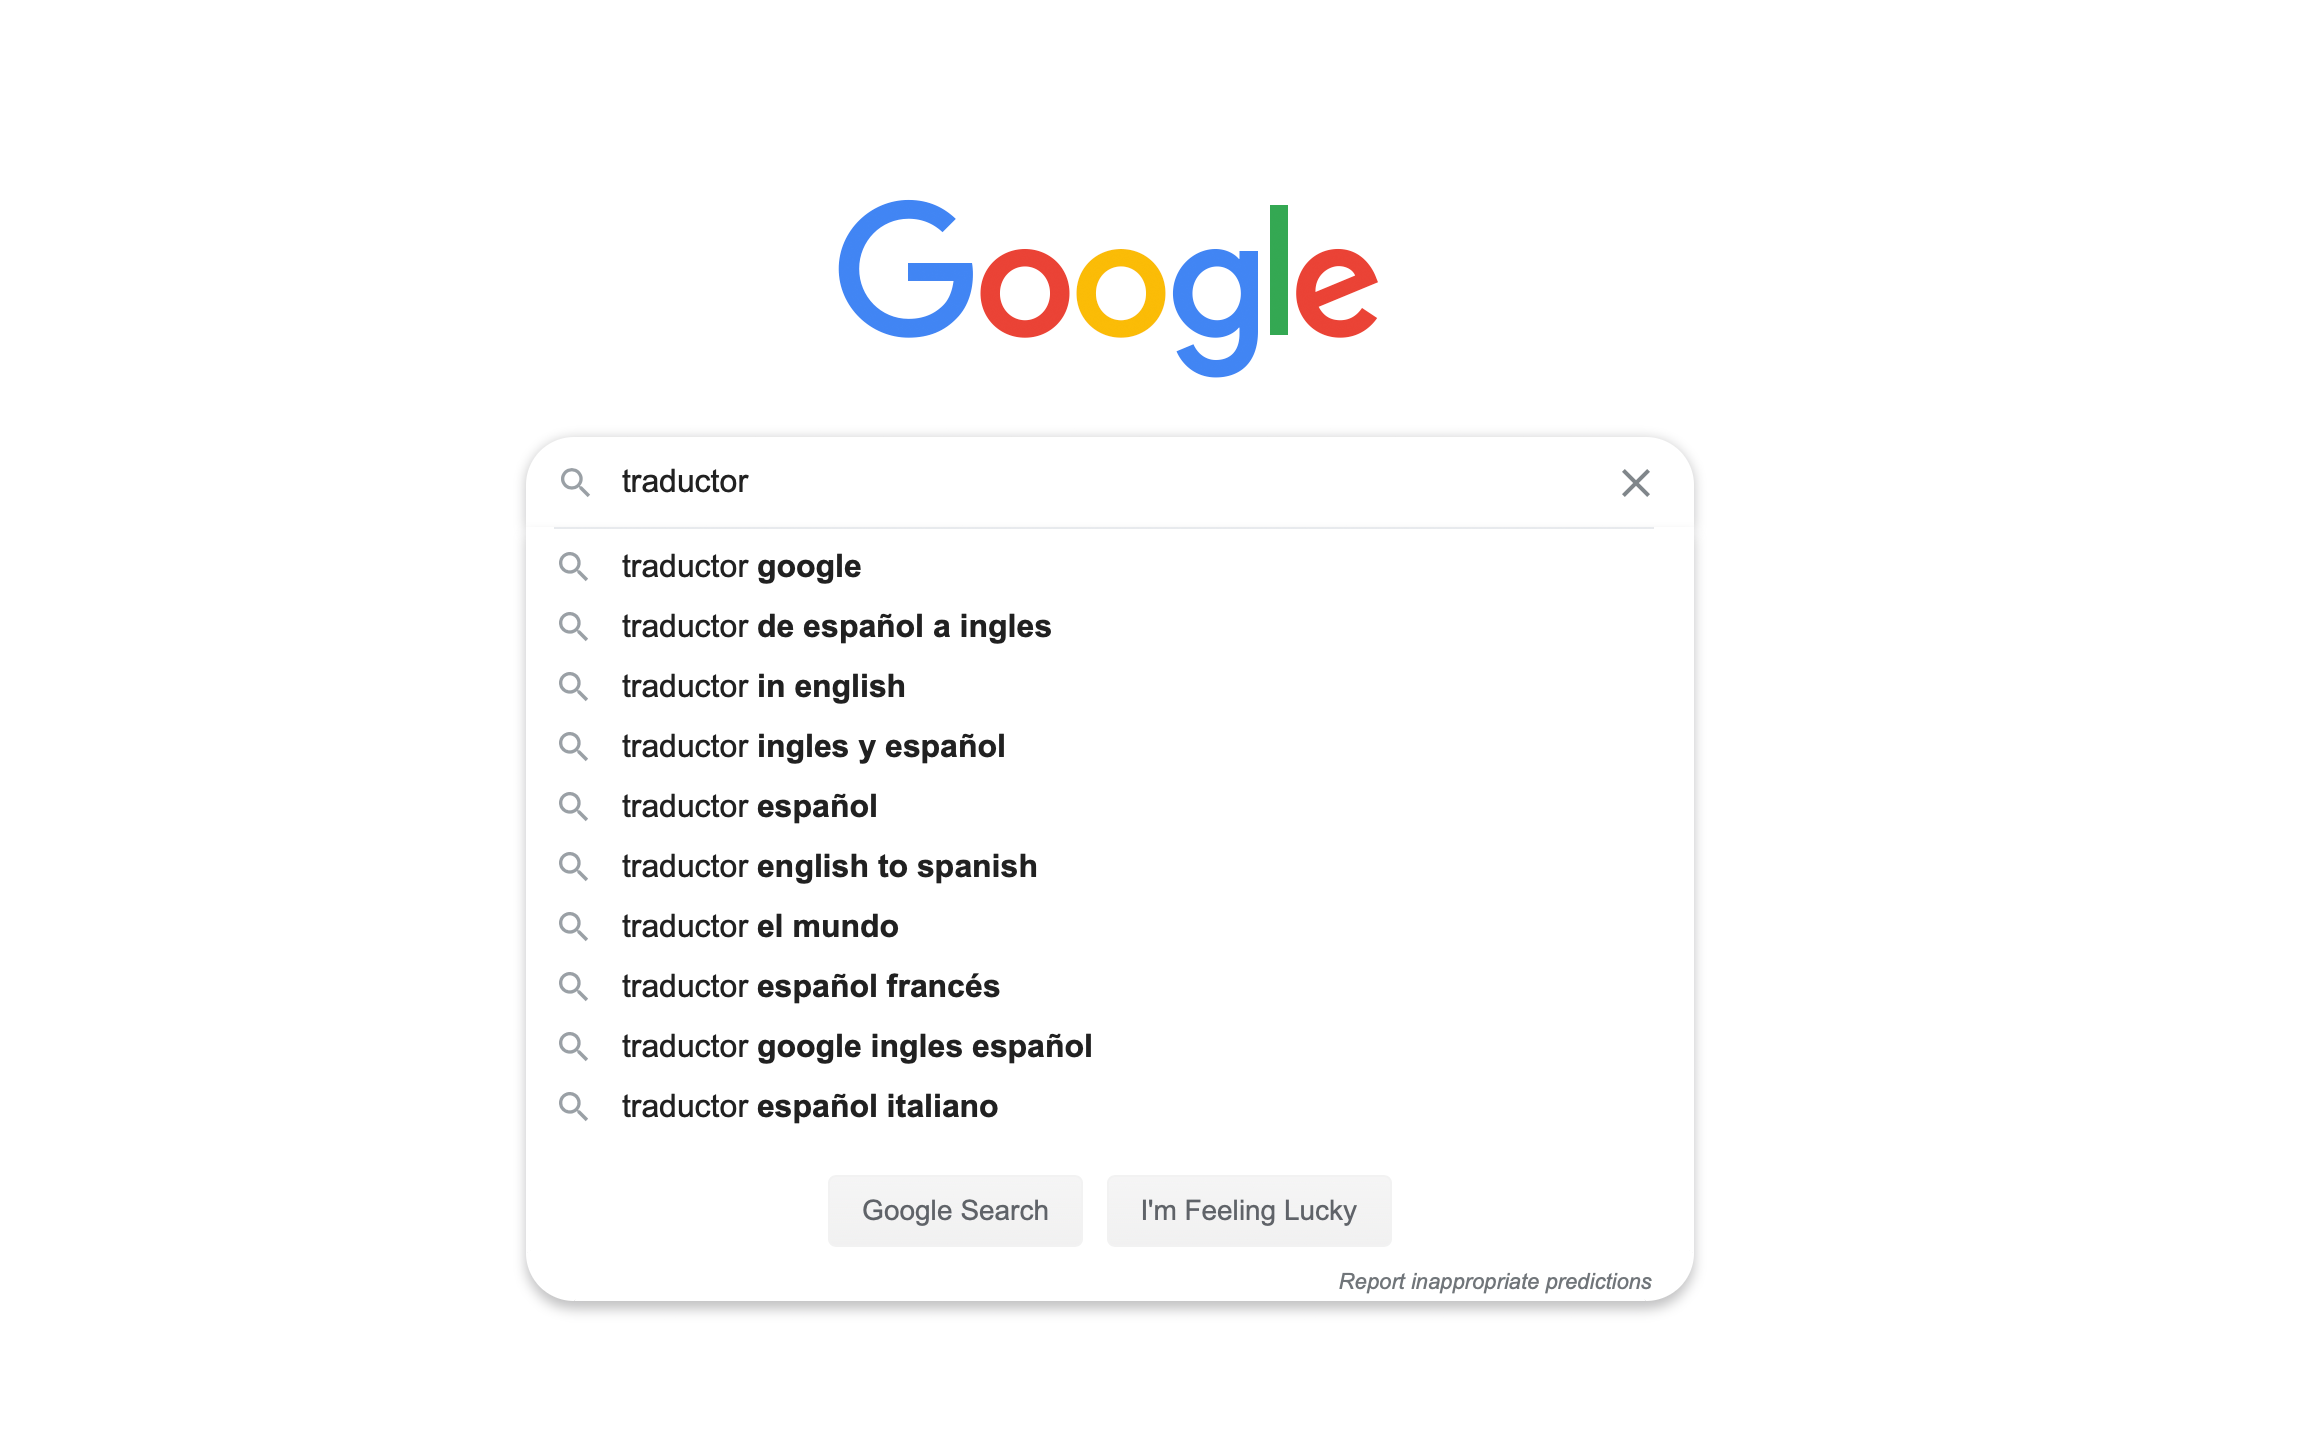 Google
traductor
traductor google
traductor de español a ingles
traductor in english
traductor ingles y español
traductor español
traductor english to spanish
traductor el mundo
traductor español francés
traductor google ingles español
traductor español italiano
Google Search
I'm Feeling Lucky
Report inappropriate predictions